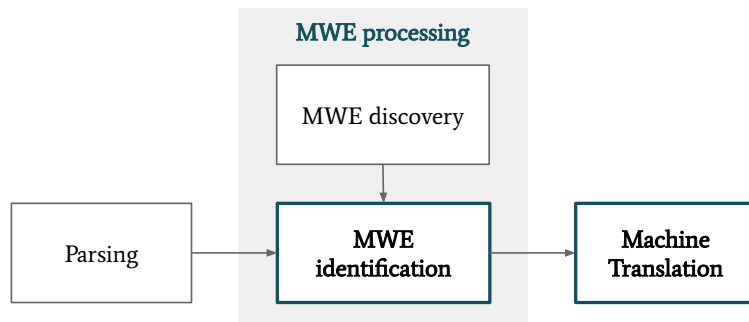 MWE processing
MWE discovery
Parsing
MWE
identification
Machine
Translation